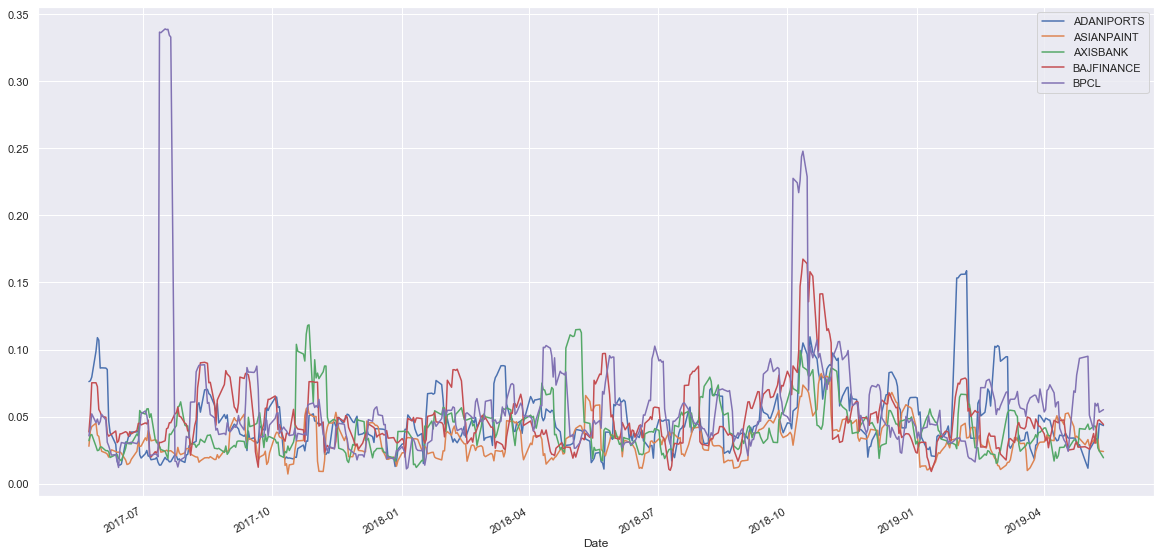 0.35
0.30
0.25
0.20
0.15
0.10
0.05
0.00
ADANIPORTS
ASIANPAINT
AXISBANK
BAJFINANCE
BPCL
2017-07
2017-10
2018-01
2018-04
2018-07
2018-10
2019-01
2019-04
Date